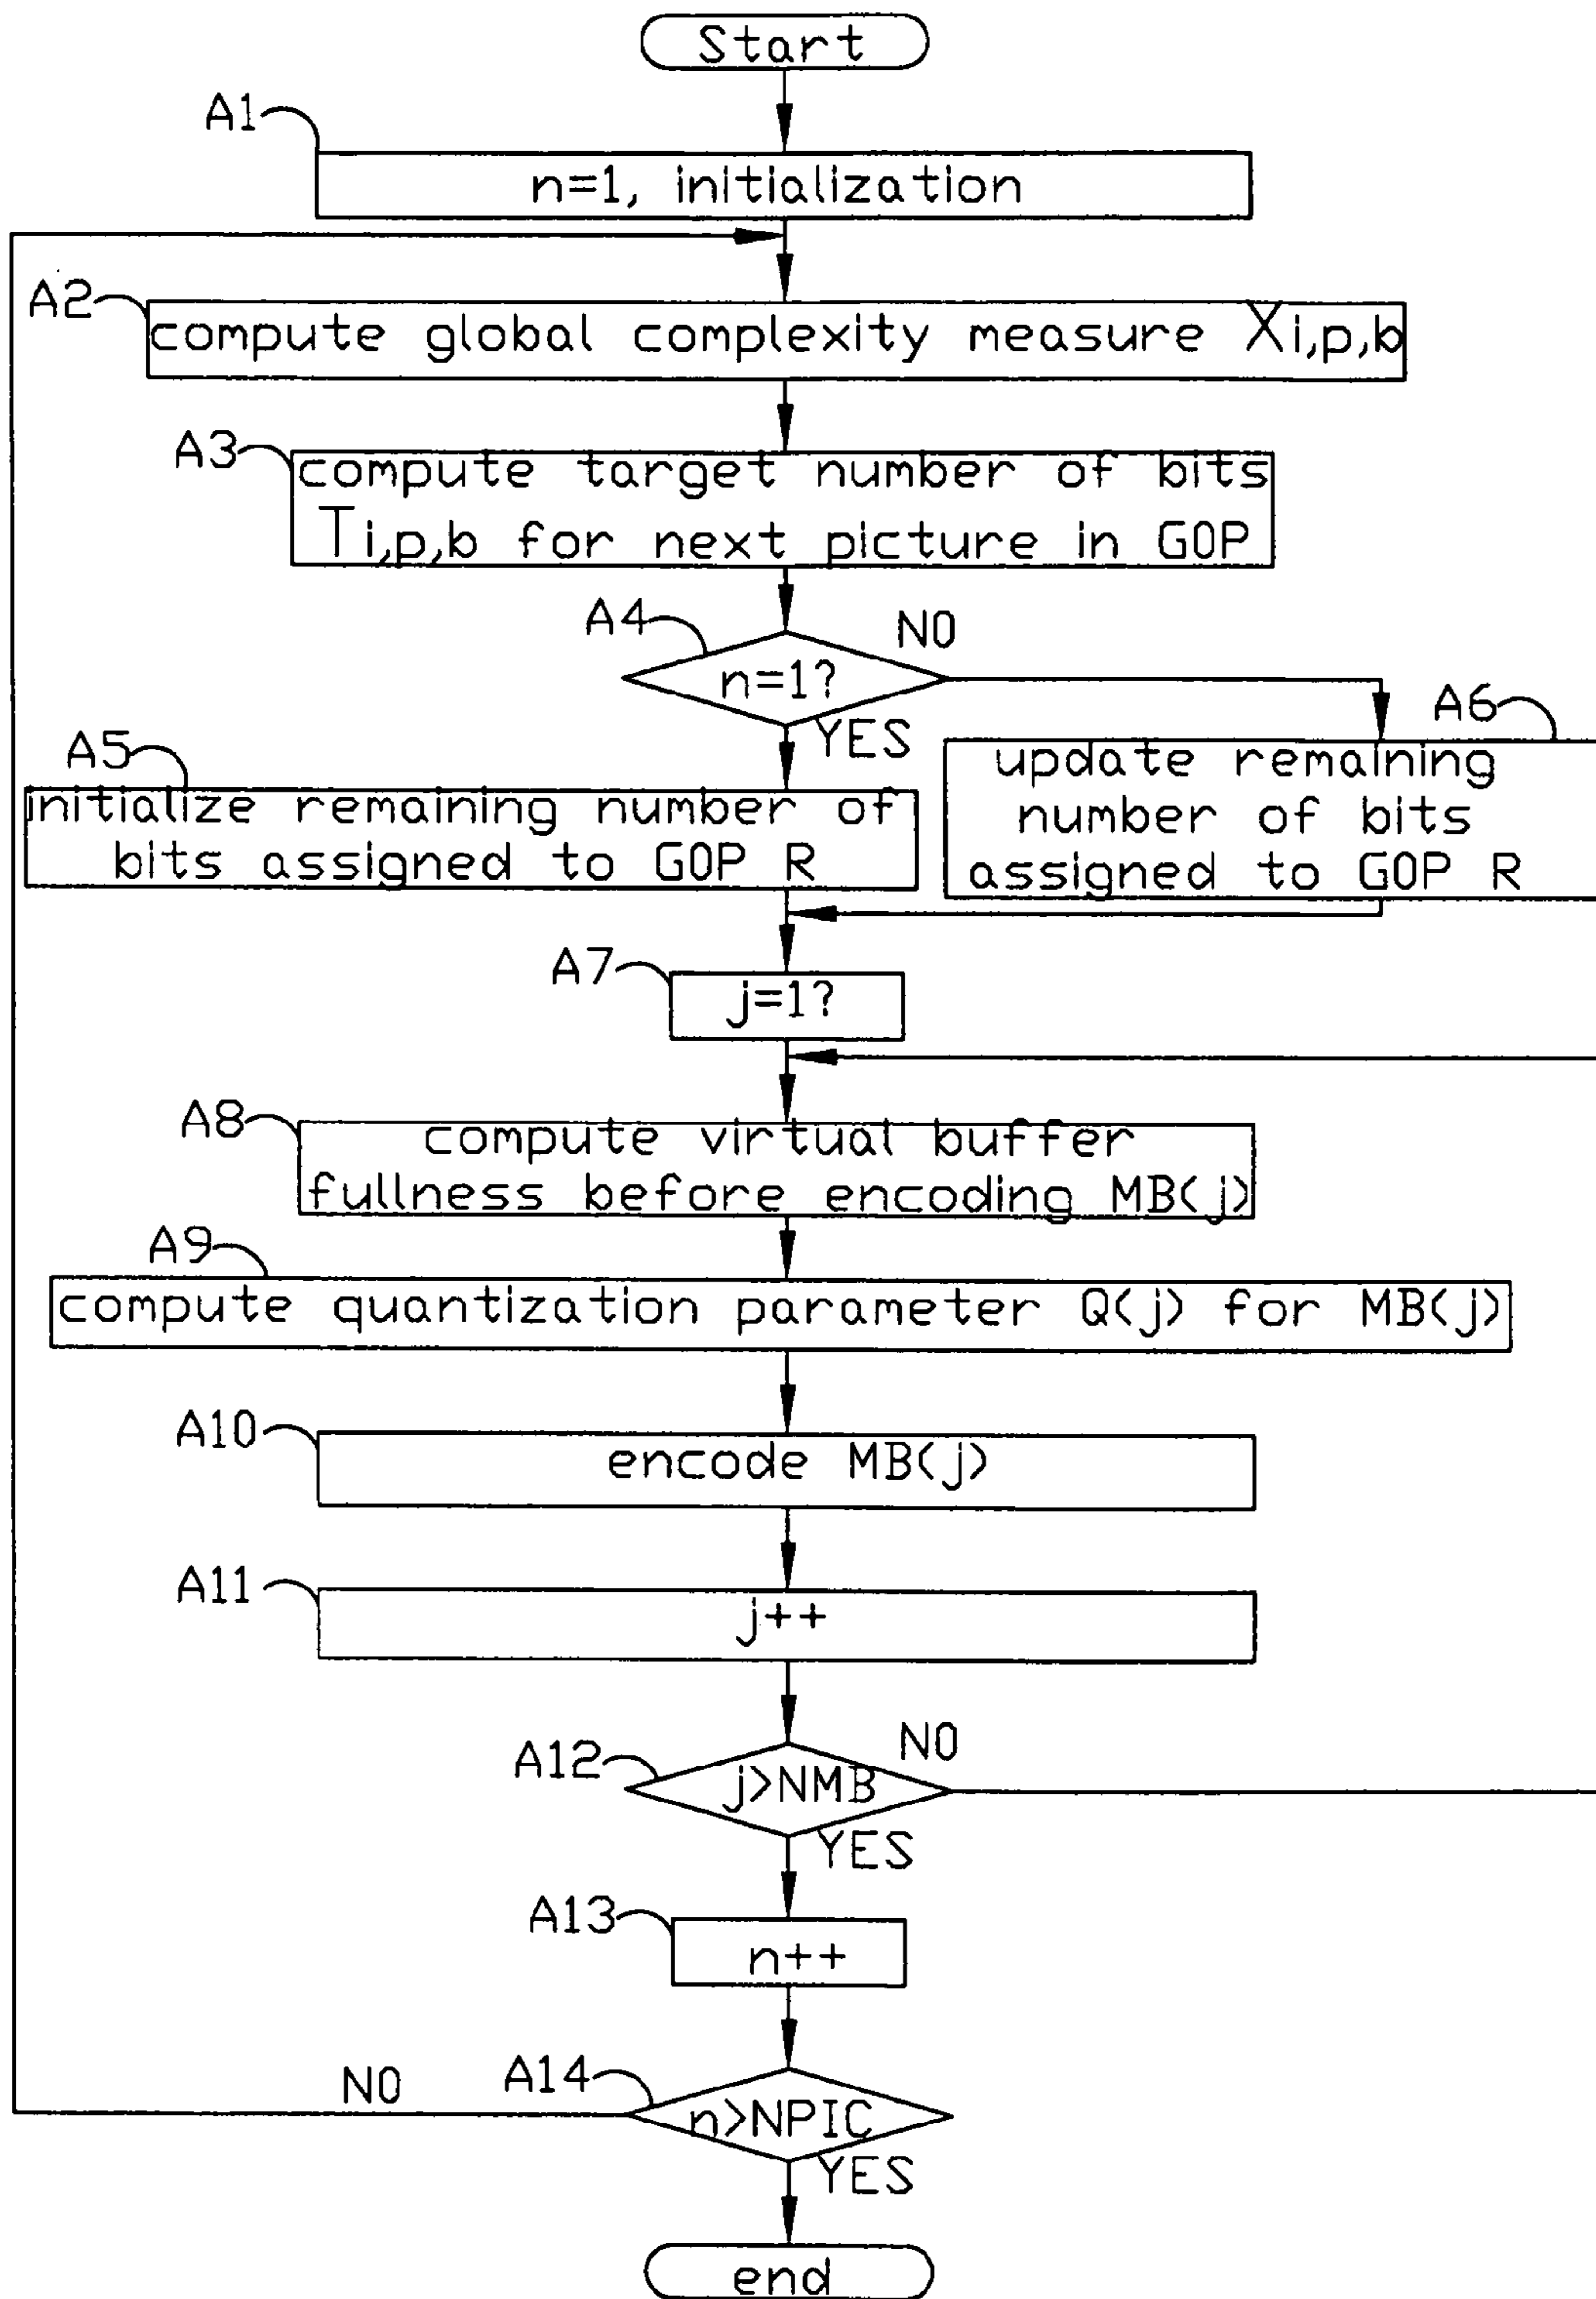 Start
A1
n=1, initialization
A2
compute global complexity measure Xi,p,b
A3
compute target number of bits
Ti,p,b for next picture in GOP
A4
NO
n=1?
YES
A5
initialize remaining number of
bits assigned to GOP R
A6
update remaining
number of bits
assigned to GOP R
A7
j=1?
A8
compute virtual buffer
fullness before encoding MB(j)
A9
compute quantization parameter Q(j) for MB(j)
A10
encode MB(j)
A11
j++
A12
NO
j>NMB
YES
A13
n++
A14
NO
n>NPIC
YES
end